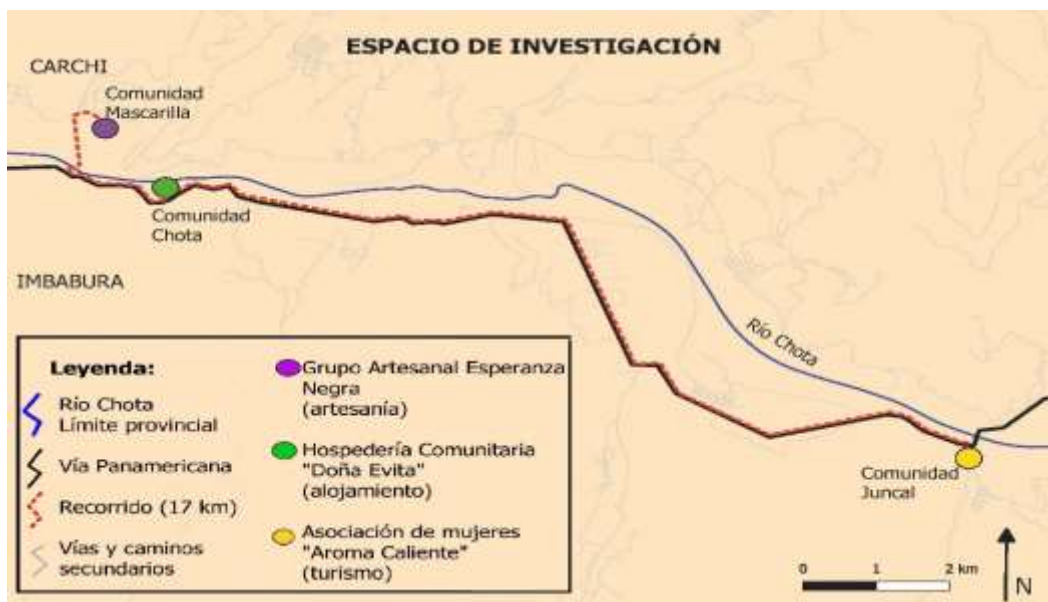 ESPACIO DE INVESTIGACIÓN
CARCHI
Comunidad
Mascarilla
Comunidad
Chota
IMBABURA
Río Chota
Comunidad
Juncal
Leyenda:
Río Chota
Límite provincial
Vía Panamericana
Recorrido (17 km)
Vías y caminos
secundarios
Grupo Artesanal Esperanza
Negra
(artesanía)
Hospedería Comunitaria
"Doña Evita"
(alojamiento)
Asociación de mujeres
"Aroma Caliente"
(turismo)
0 1 2 km
N